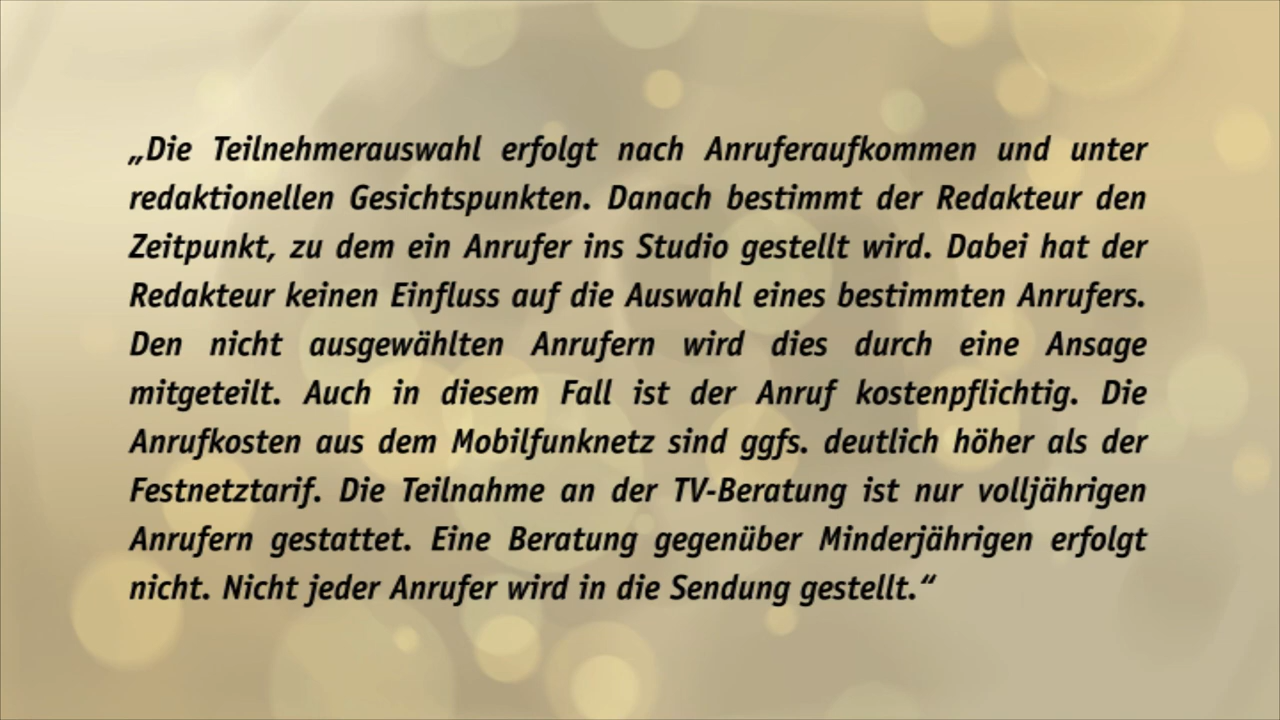 „Die Teilnehmerauswahl erfolgt nach Anruferaufkommen und unter
redaktionellen Gesichtspunkten. Danach bestimmt der Redakteur den
Zeitpunkt, zu dem ein Anrufer ins Studio gestellt wird. Dabei hat der
Redakteur keinen Einfluss auf die Auswahl eines bestimmten Anrufers.
Den nicht ausgewählten Anrufern wird dies durch eine Ansage
mitgeteilt. Auch in diesem Fall ist der Anruf kostenpflichtig. Die
Anrufkosten aus dem Mobilfunknetz sind ggfs. deutlich höher als der
Festnetztarif. Die Teilnahme an der TV-Beratung ist nur volljährigen
Anrufern gestattet. Eine Beratung gegenüber Minderjährigen erfolgt
nicht. Nicht jeder Anrufer wird in die Sendung gestellt.“